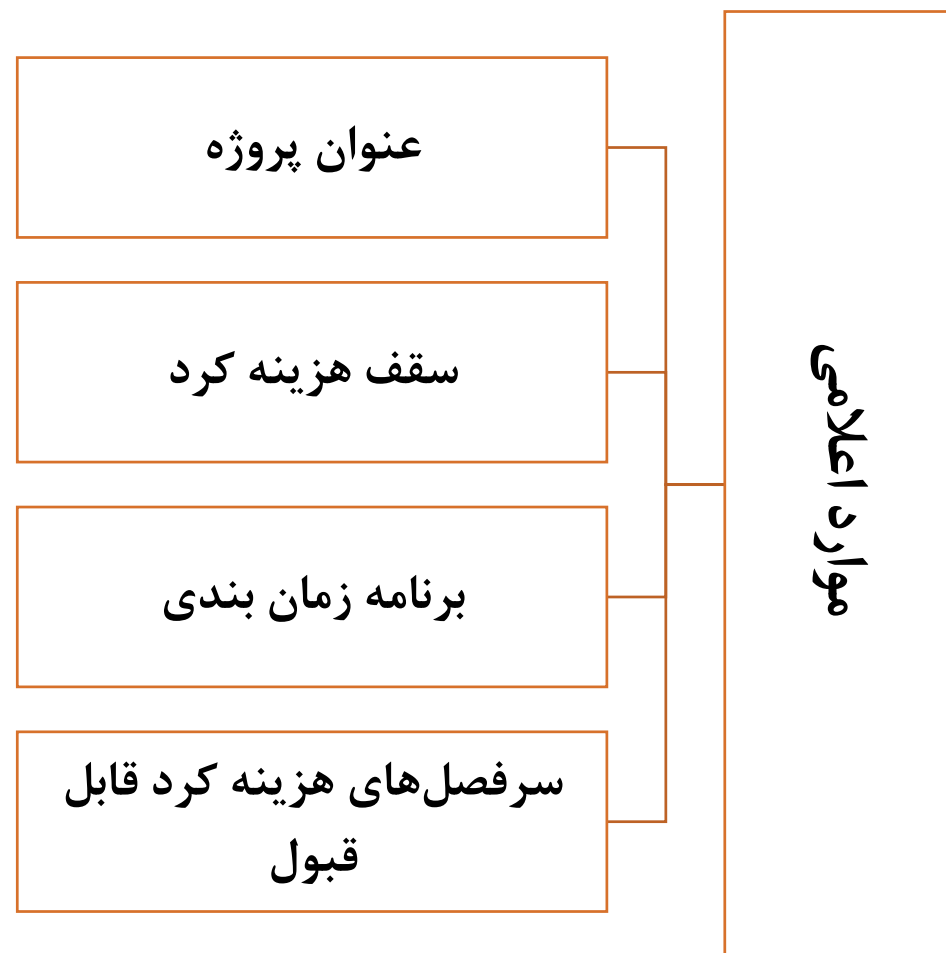 موارد اعلامی
عنوان پروژه
سقف هزینه کرد
برنامه زمان بندی
سرفصل‌های هزینه کرد قابل
قبول